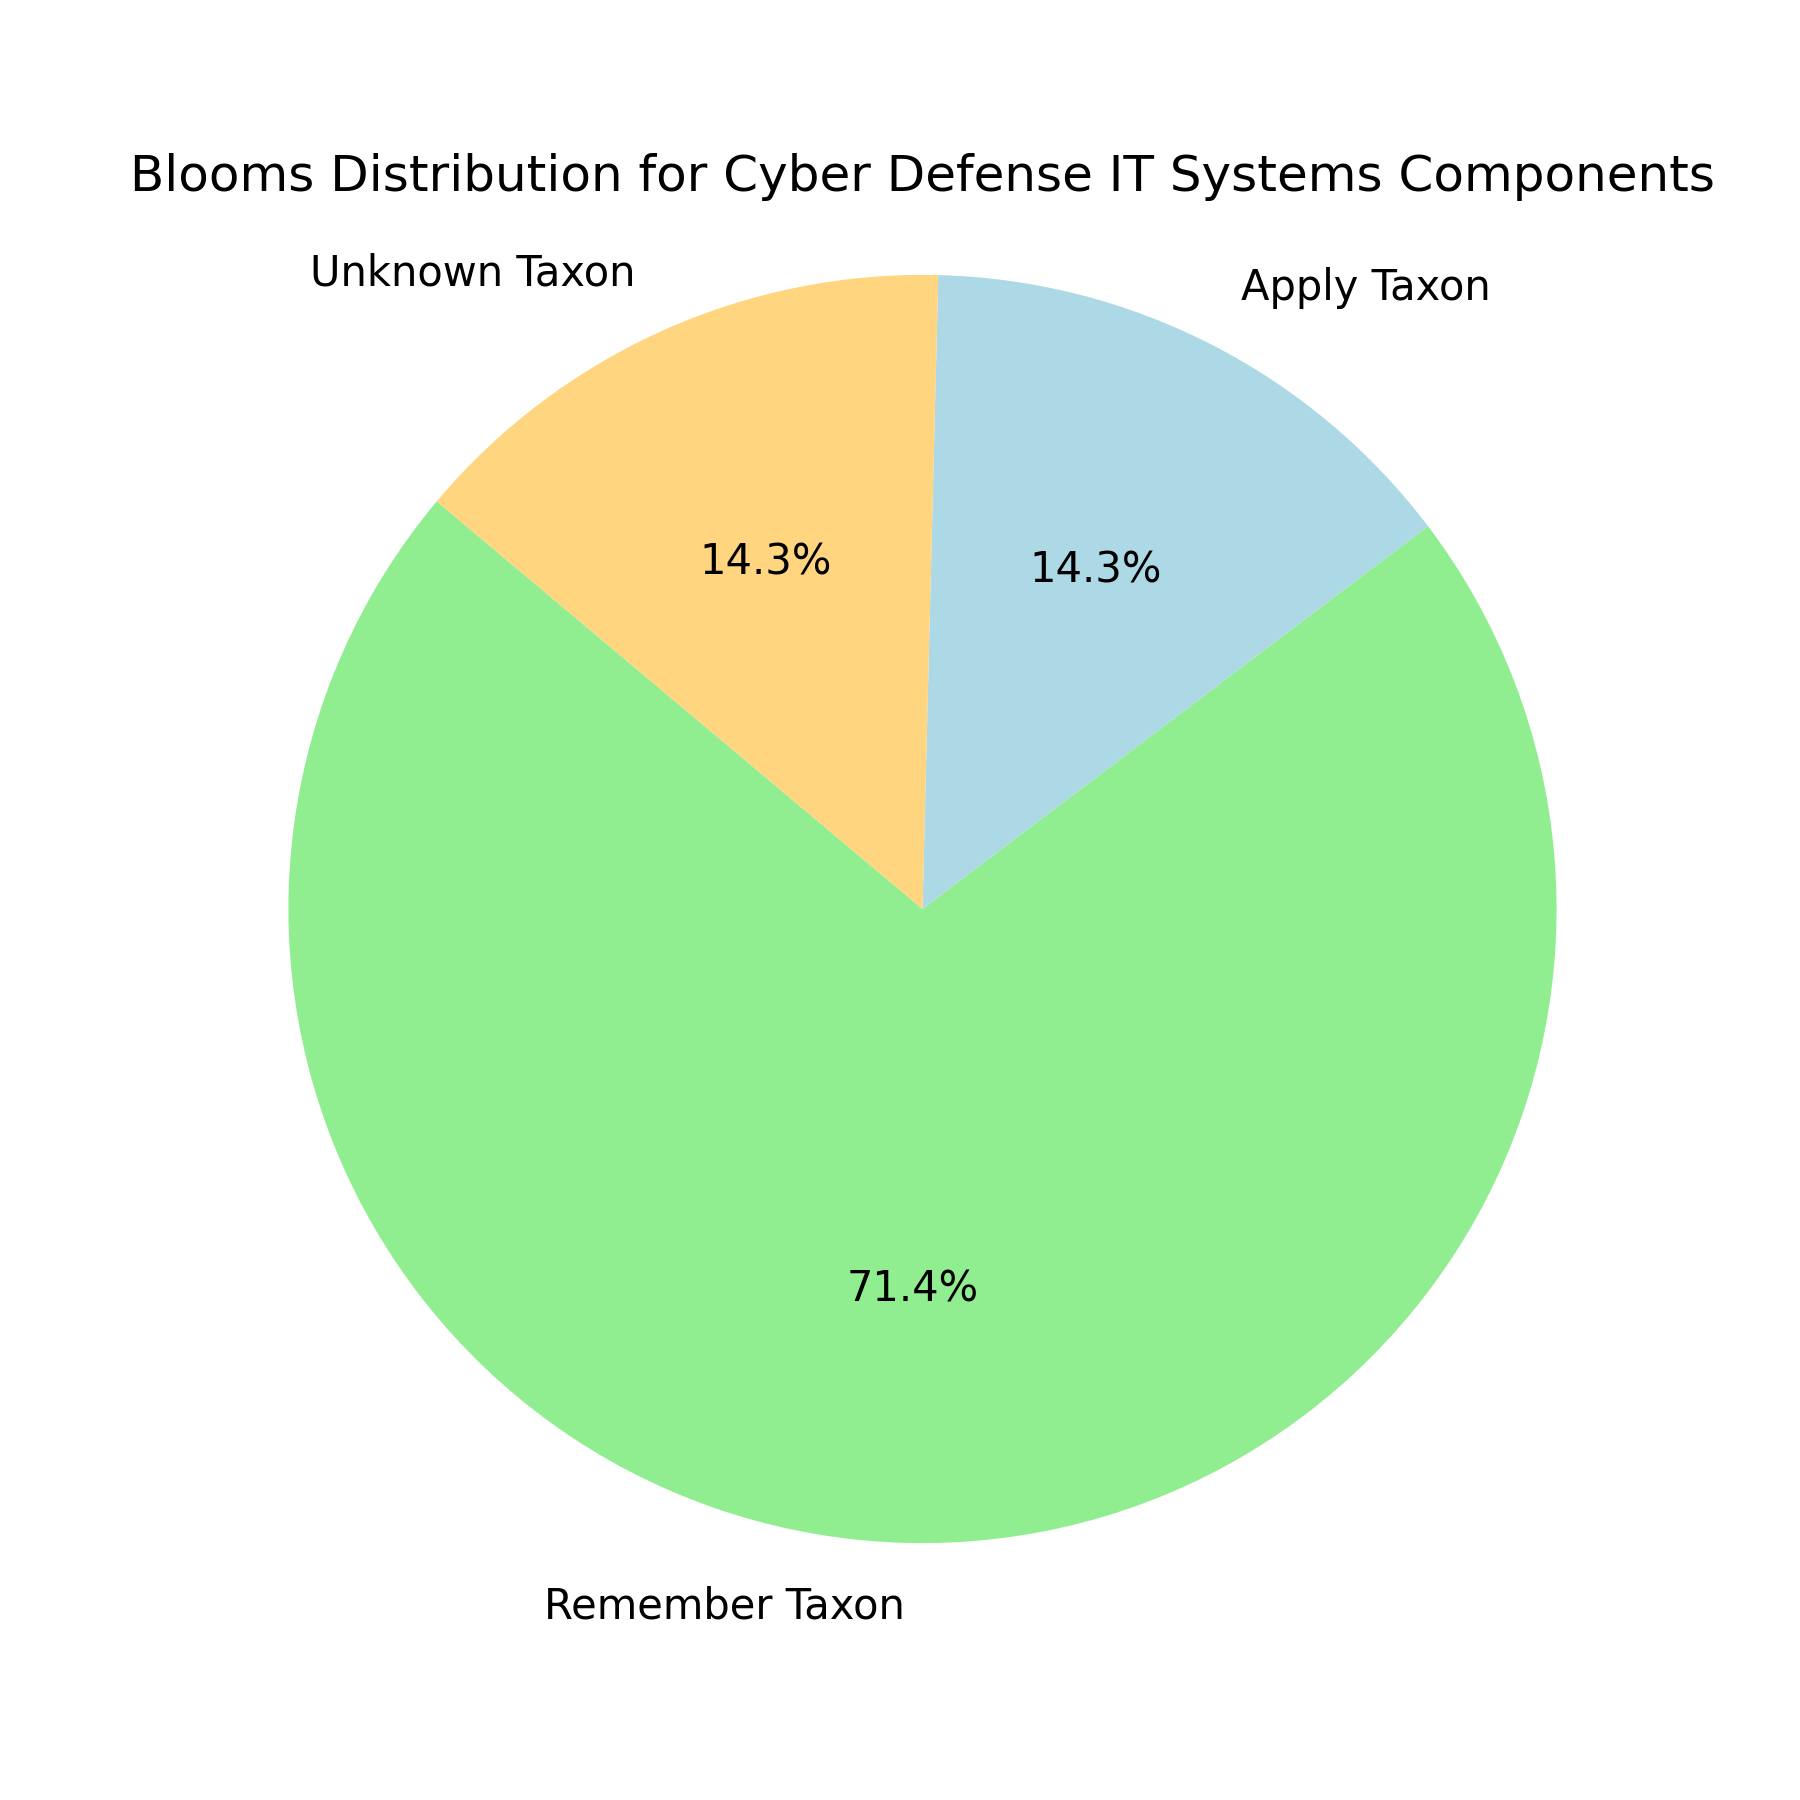 Blooms Distribution for Cyber Defense IT Systems Components
Unknown Taxon
Apply Taxon
14.3%
14.3%
71.4%
Remember Taxon